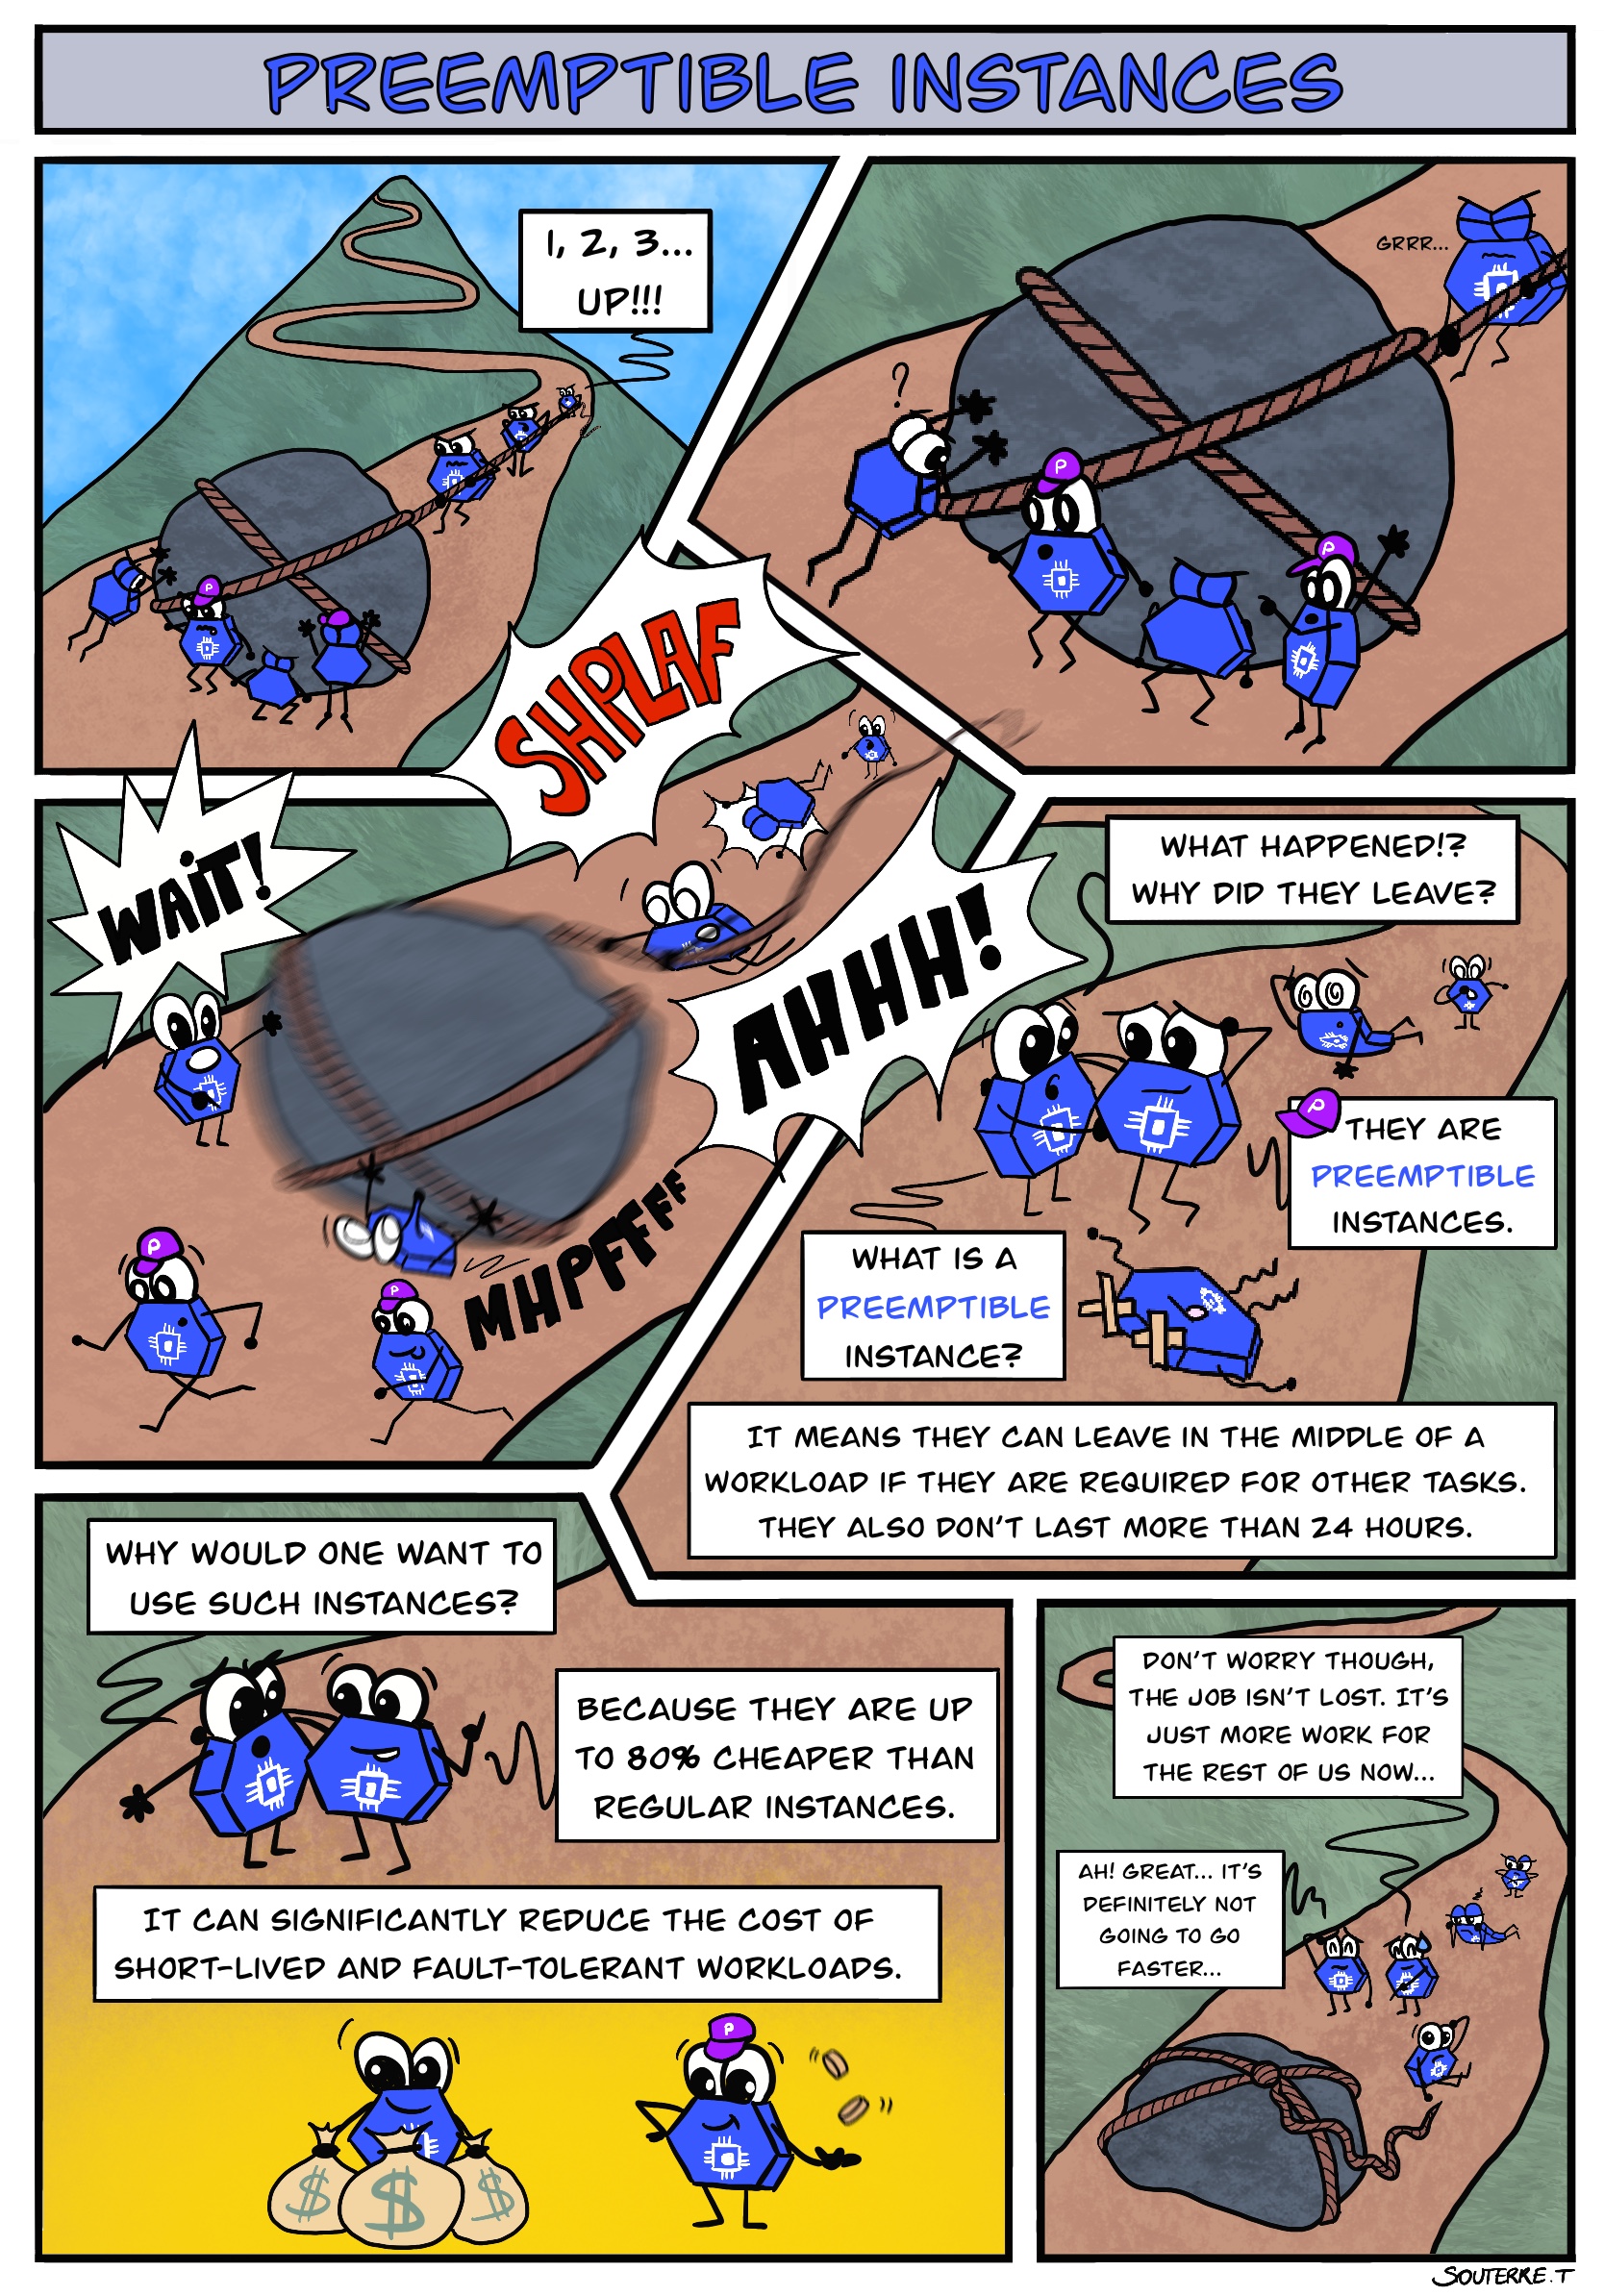 PREEMPTIBLE INSTANCES
1, 2, 3...
UP!!!
P
GRRR...
?
P
P
SHPLAF
WAIT!
AHHH!
MHPFFFF
P
P
WHAT HAPPENED!?
WHY DID THEY LEAVE?
P
THEY ARE
PREEMPTIBLE
INSTANCES.
WHAT IS A
PREEMPTIBLE
INSTANCE?
IT MEANS THEY CAN LEAVE IN THE MIDDLE OF A
WORKLOAD IF THEY ARE REQUIRED FOR OTHER TASKS.
THEY ALSO DON'T LAST MORE THAN 24 HOURS.
WHY WOULD ONE WANT TO
USE SUCH INSTANCES?
BECAUSE THEY ARE UP
TO 80% CHEAPER THAN
REGULAR INSTANCES.
IT CAN SIGNIFICANTLY REDUCE THE COST OF
SHORT-LIVED AND FAULT-TOLERANT WORKLOADS.
P
$ $ $
DON'T WORRY THOUGH,
THE JOB ISN'T LOST. IT'S
JUST MORE WORK FOR
THE REST OF US NOW...
AH! GREAT... IT'S
DEFINITELY NOT
GOING TO GO
FASTER...
SOUTERRE.T